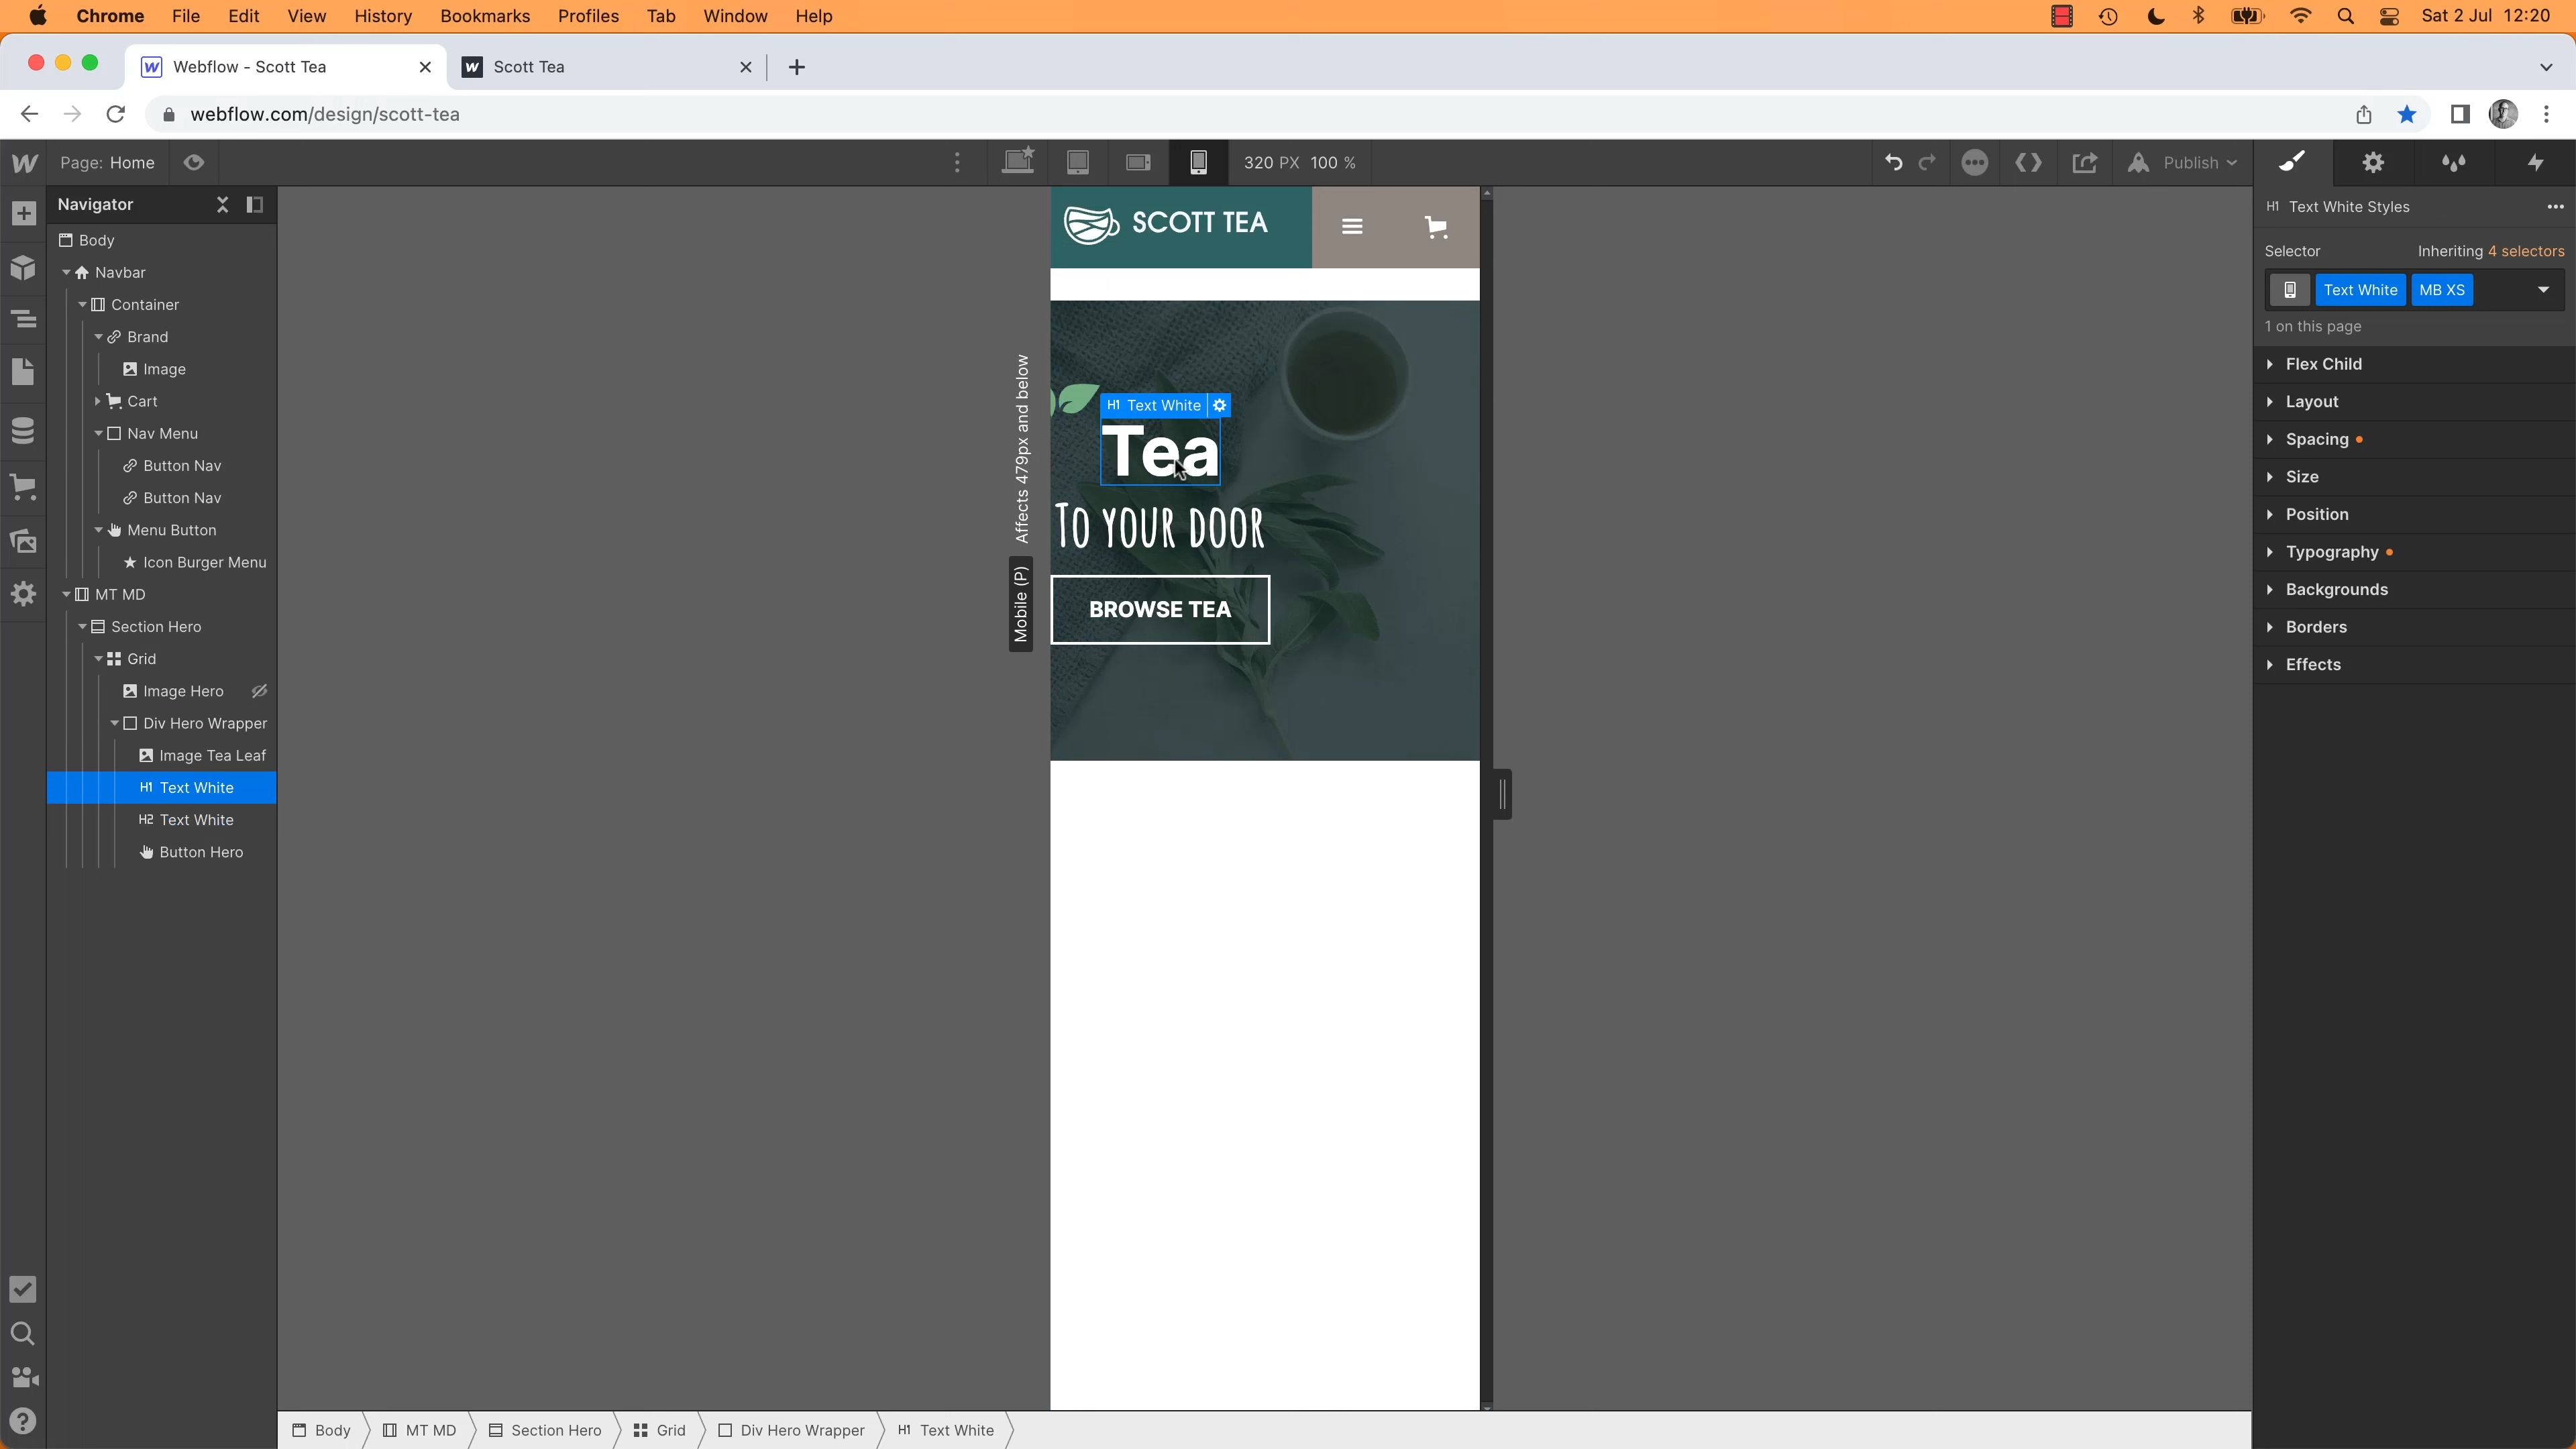 Chrome File Edit View History Bookmarks Profiles Tab Window Help Sat 2 Jul 12:20
Webflow - Scott Tea
Scott Tea
webflow.com/design/scott-tea
Page: Home
320 PX 100 %
Publish
Navigator
Body
Navbar
Container
Brand
Image
Cart
Nav Menu
Button Nav
Button Nav
Menu Button
Icon Burger Menu
MT MD
Section Hero
Grid
Image Hero
Div Hero Wrapper
Image Tea Leaf
H1 Text White
H2 Text White
Button Hero
Affects 479px and below
Mobile (P)
SCOTT TEA
H1 Text White
Tea
TO YOUR DOOR
BROWSE TEA
H1 Text White Styles
Selector
Inheriting 4 selectors
Text White
MB XS
1 on this page
Flex Child
Layout
Spacing
Size
Position
Typography
Backgrounds
Borders
Effects
Body MT MD Section Hero Grid Div Hero Wrapper H1 Text White